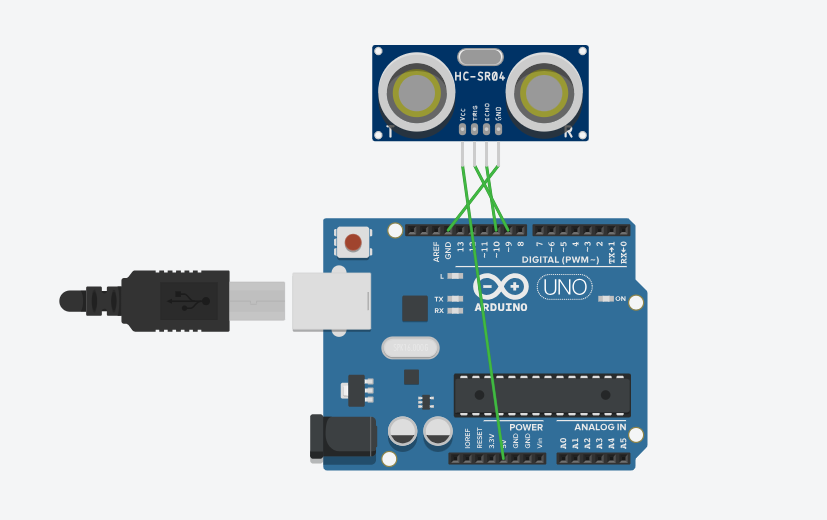 HC-SR04
VCC
TRIG
ECHO
GND
T R
AREF
GND
13
12
~11
~10
~9
8
7
~6
~5
4
~3
2
TX→1
RX←0
DIGITAL (PWM~)
L
TX
RX
ARDUINO
UNO
ON
POWER
ANALOG IN
IOREF
RESET
3.3V
5V
GND
GND
Vin
A0
A1
A2
A3
A4
A5